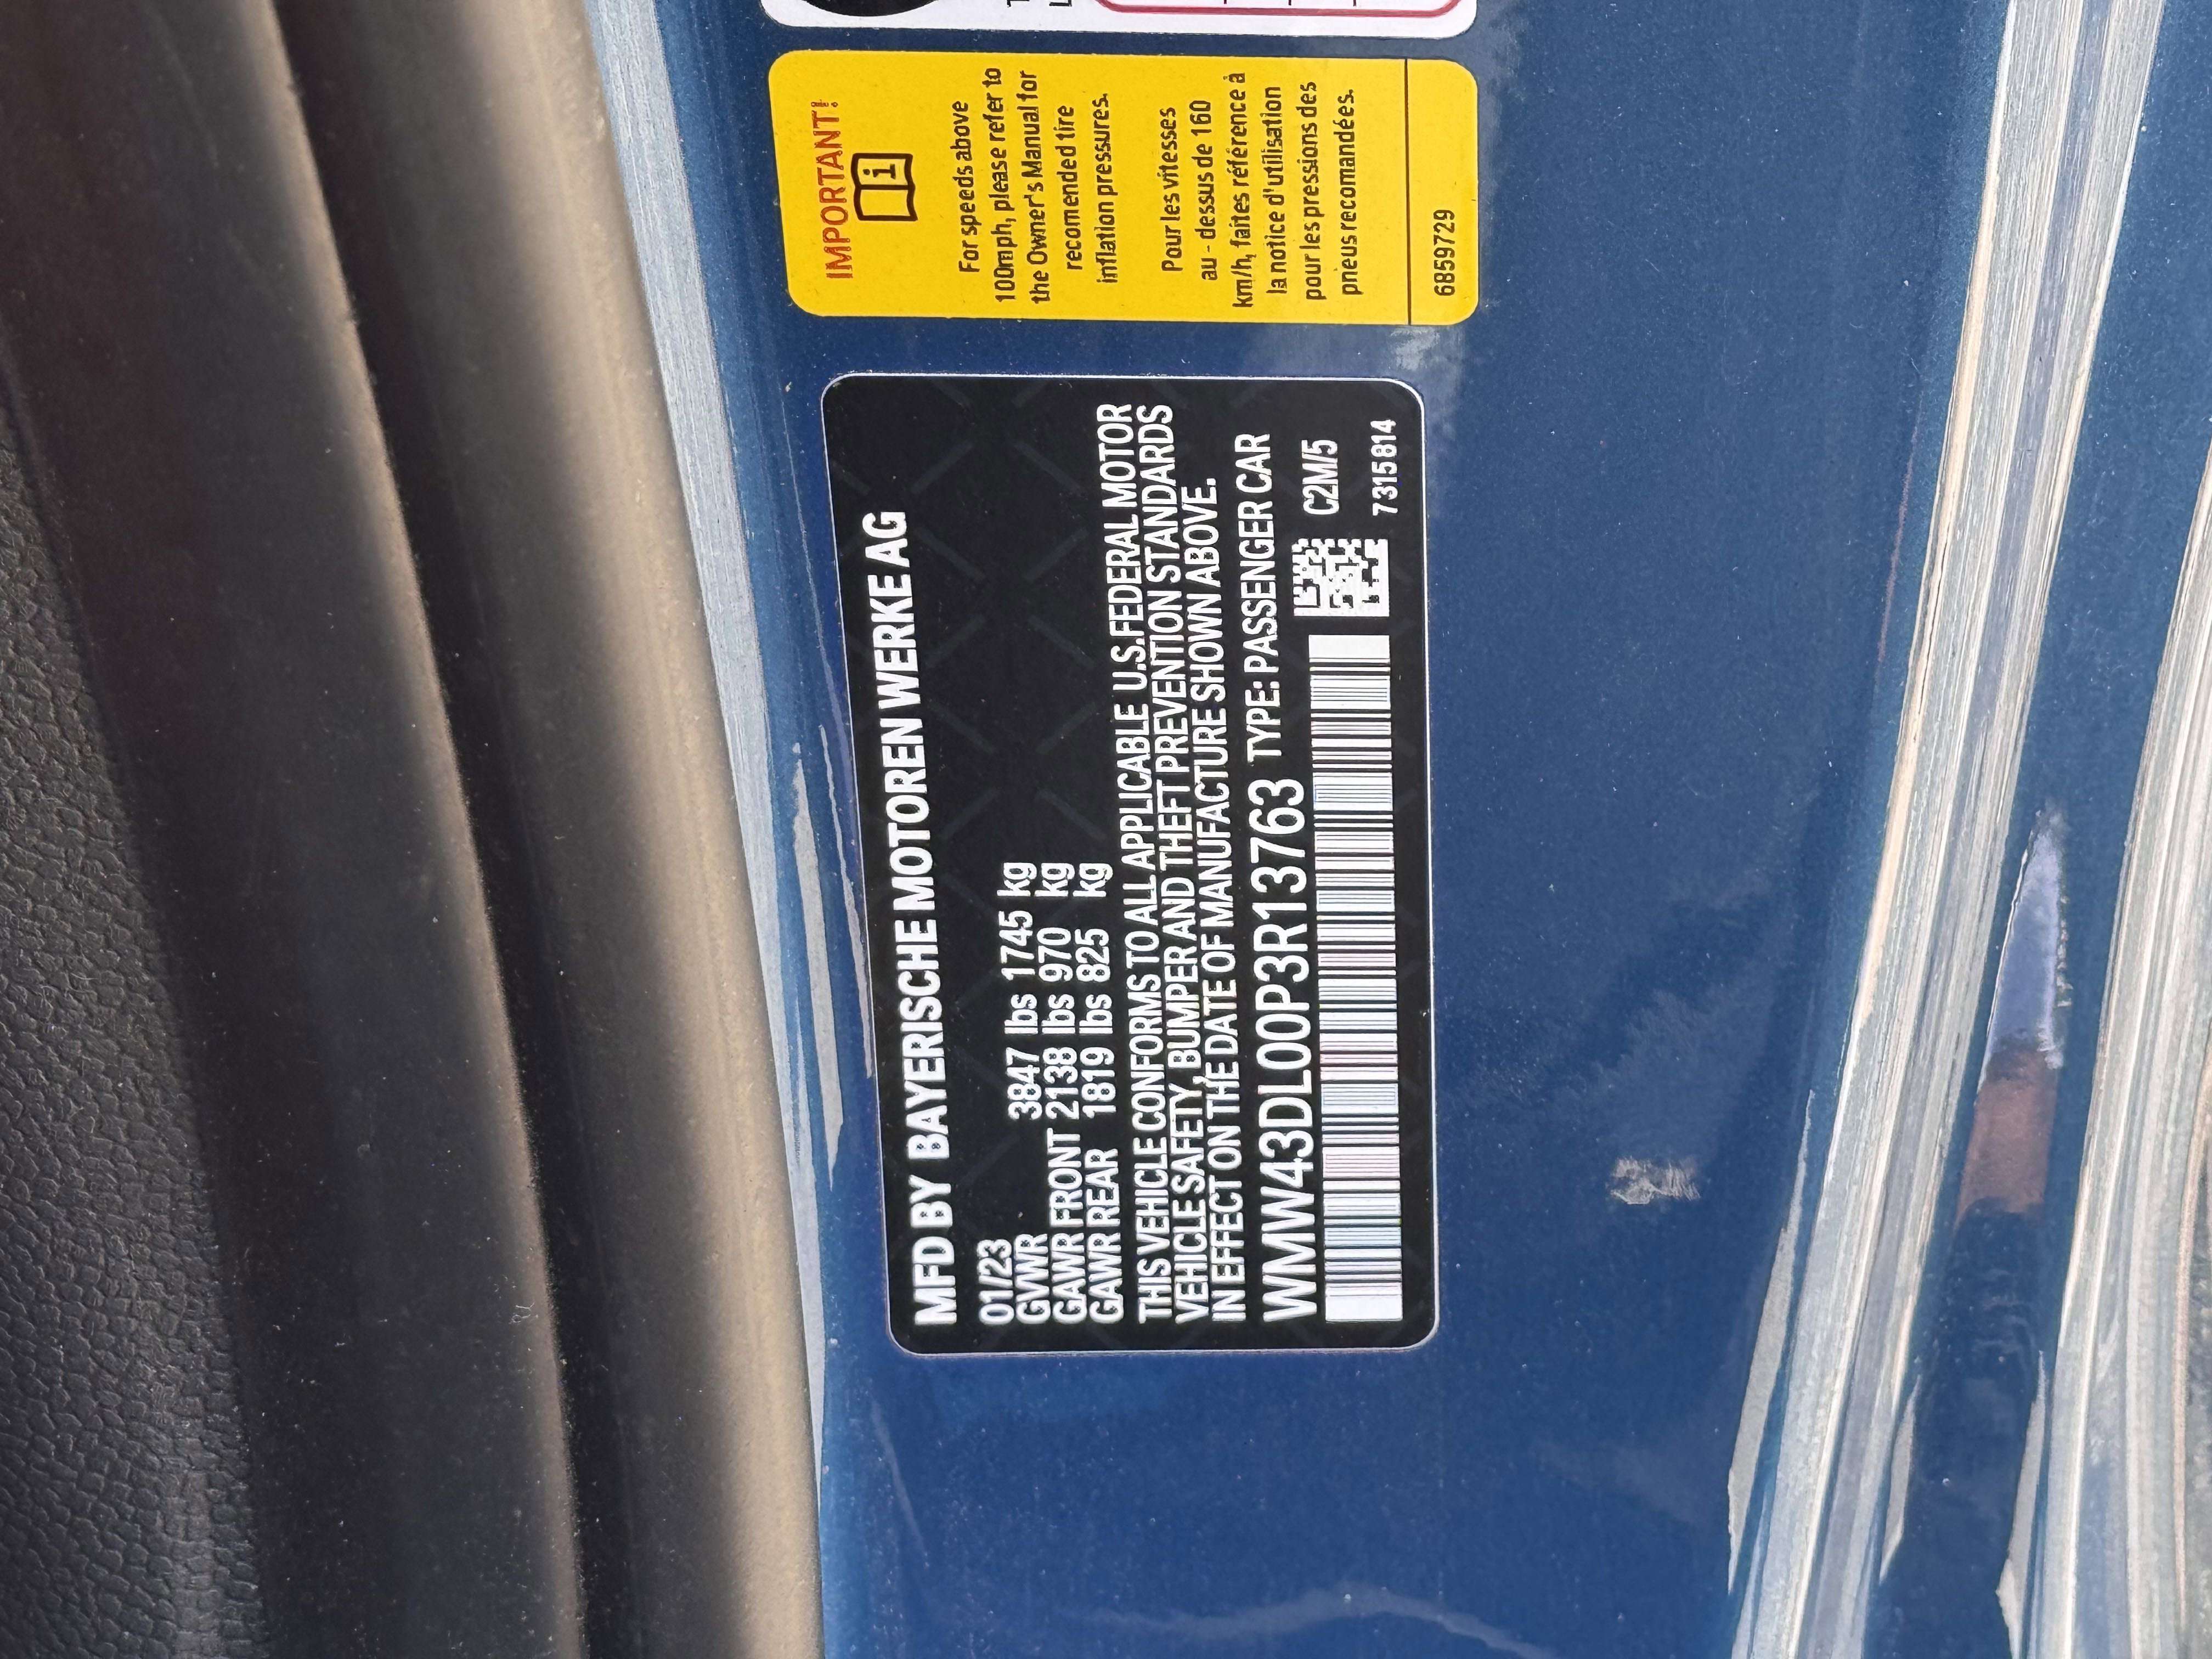 IMPORTANT!
i
For speeds above
100mph, please refer to
the Owner's Manual for
recomended tire
inflation pressures.
Pour les vitesses
au - dessus de 160
km/h, faites référence à
la notice d'utilisation
pour les pressions des
pneus recomandées.
6859729
MFD BY BAYERISCHE MOTOREN WERKE AG
01/23
GVWR 3847 lbs 1745 kg
GAWR FRONT 2138 lbs 970 kg
GAWR REAR 1819 lbs 825 kg
THIS VEHICLE CONFORMS TO ALL APPLICABLE U.S.FEDERAL MOTOR
VEHICLE SAFETY, BUMPER AND THEFT PREVENTION STANDARDS
IN EFFECT ON THE DATE OF MANUFACTURE SHOWN ABOVE.
WMW43DL00P3R13763 TYPE: PASSENGER CAR
C2M/5
7315814